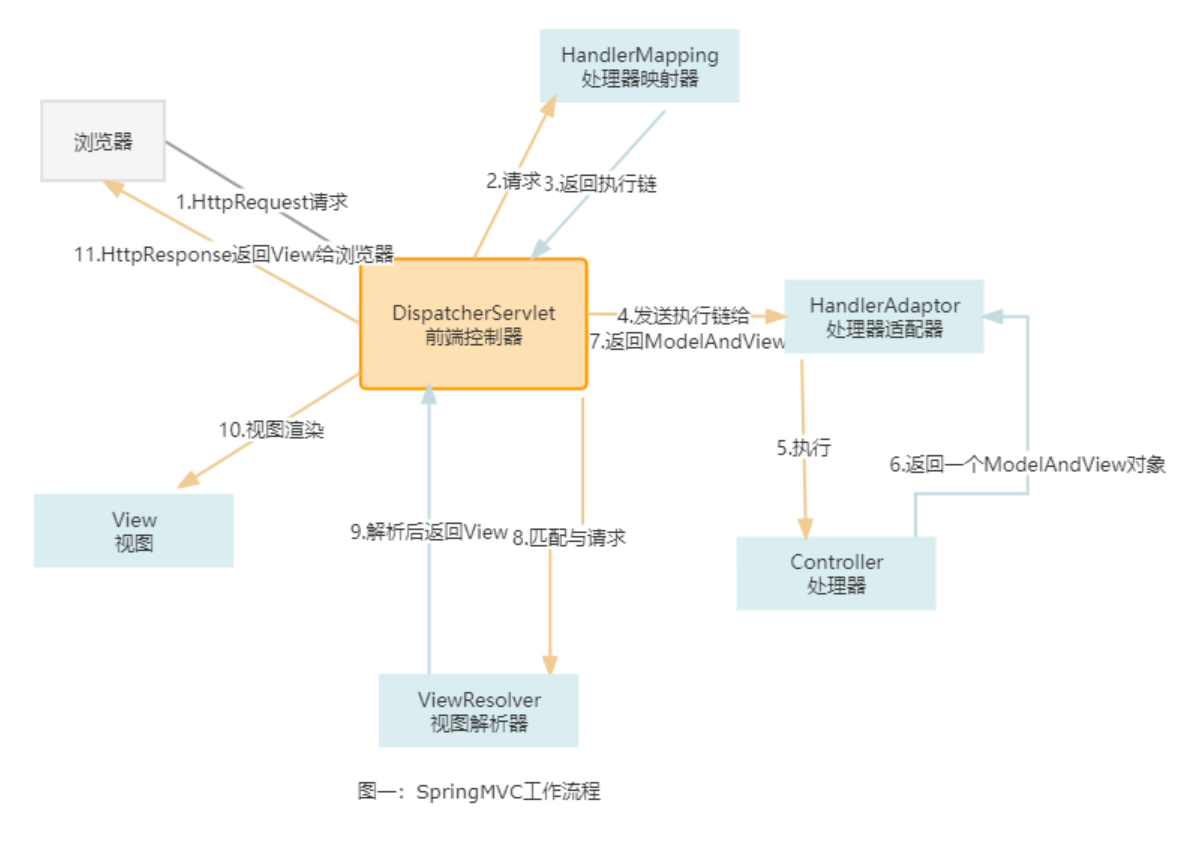 HandlerMapping
处理器映射器
浏览器
2.请求
3.返回执行链
1.HttpRequest请求
11.HttpResponse返回View给浏览器
DispatcherServlet
前端控制器
4.发送执行链给
7.返回ModelAndView
HandlerAdaptor
处理器适配器
10.视图渲染
5.执行
6.返回一个ModelAndView对象
View
视图
9.解析后返回View
8.匹配与请求
Controller
处理器
ViewResolver
视图解析器
图一：SpringMVC工作流程